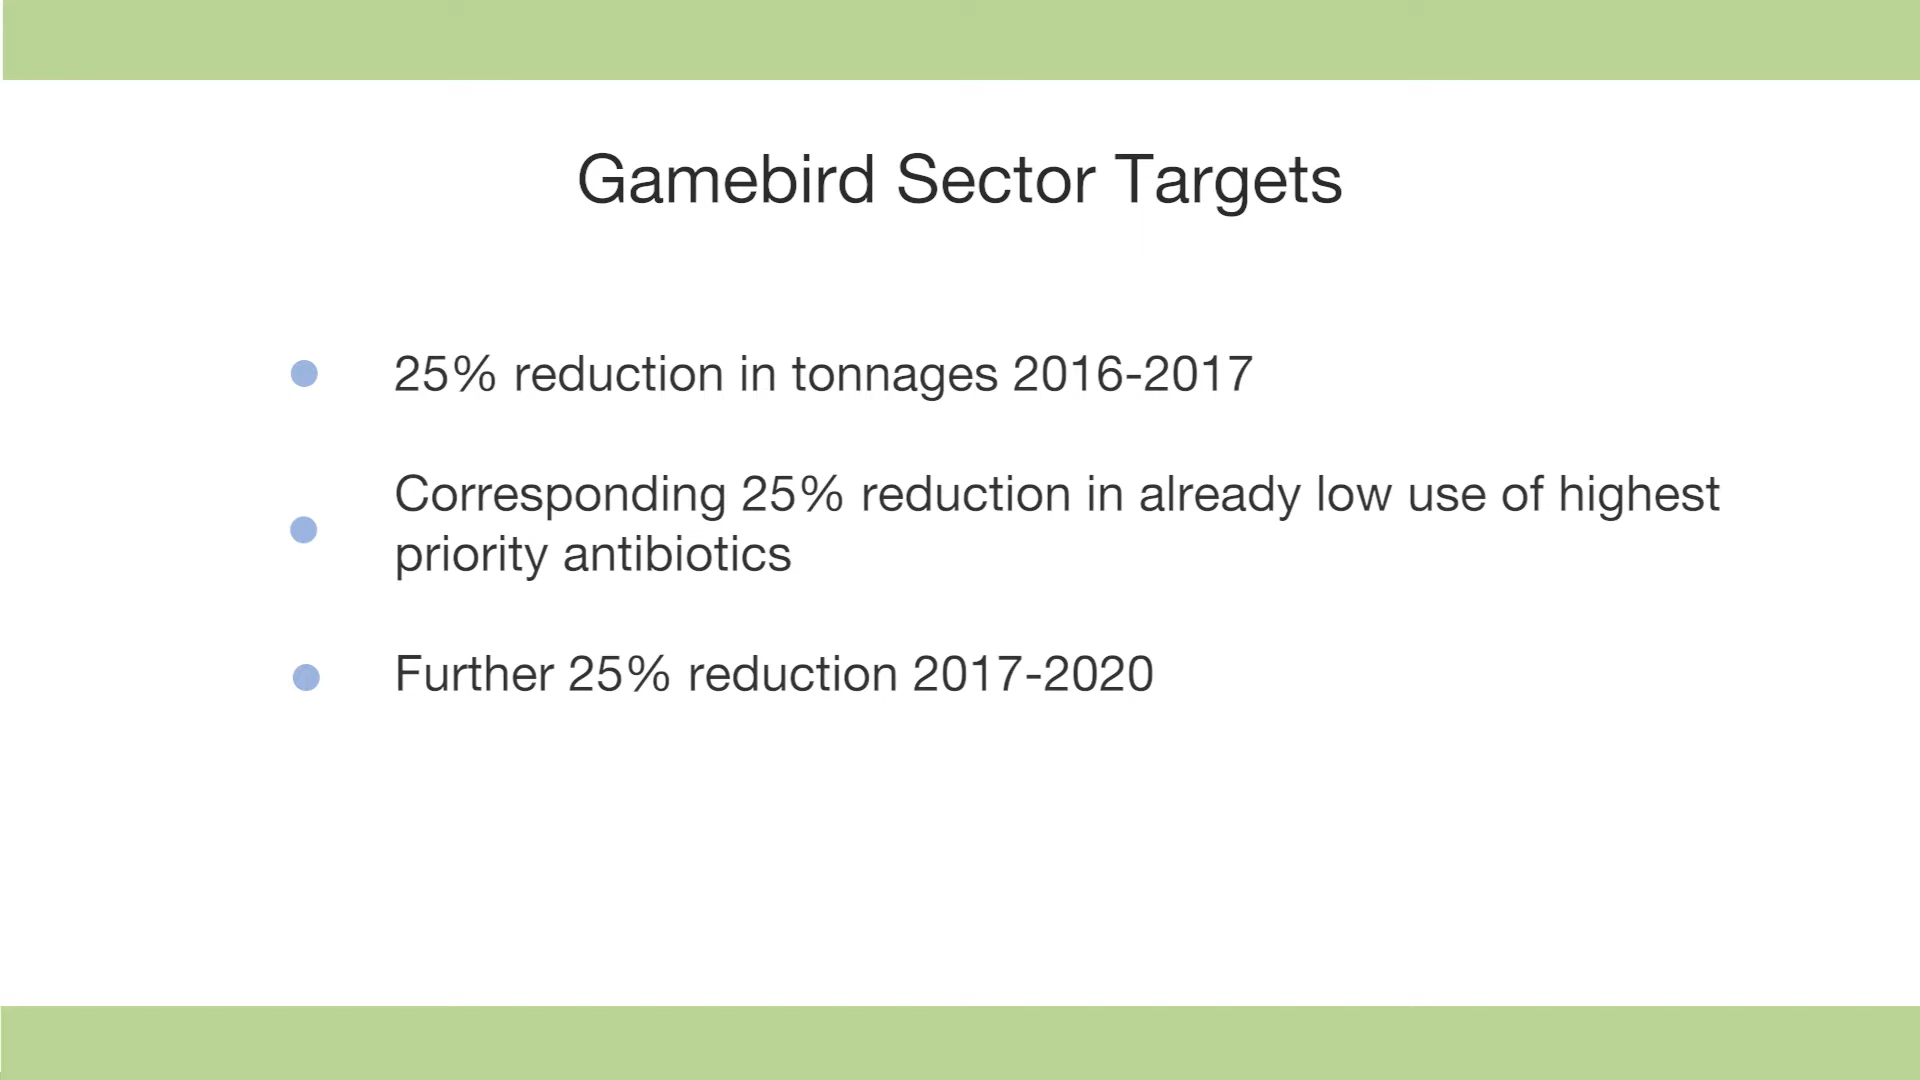 Gamebird Sector Targets
25% reduction in tonnages 2016-2017
Corresponding 25% reduction in already low use of highest
priority antibiotics
Further 25% reduction 2017-2020